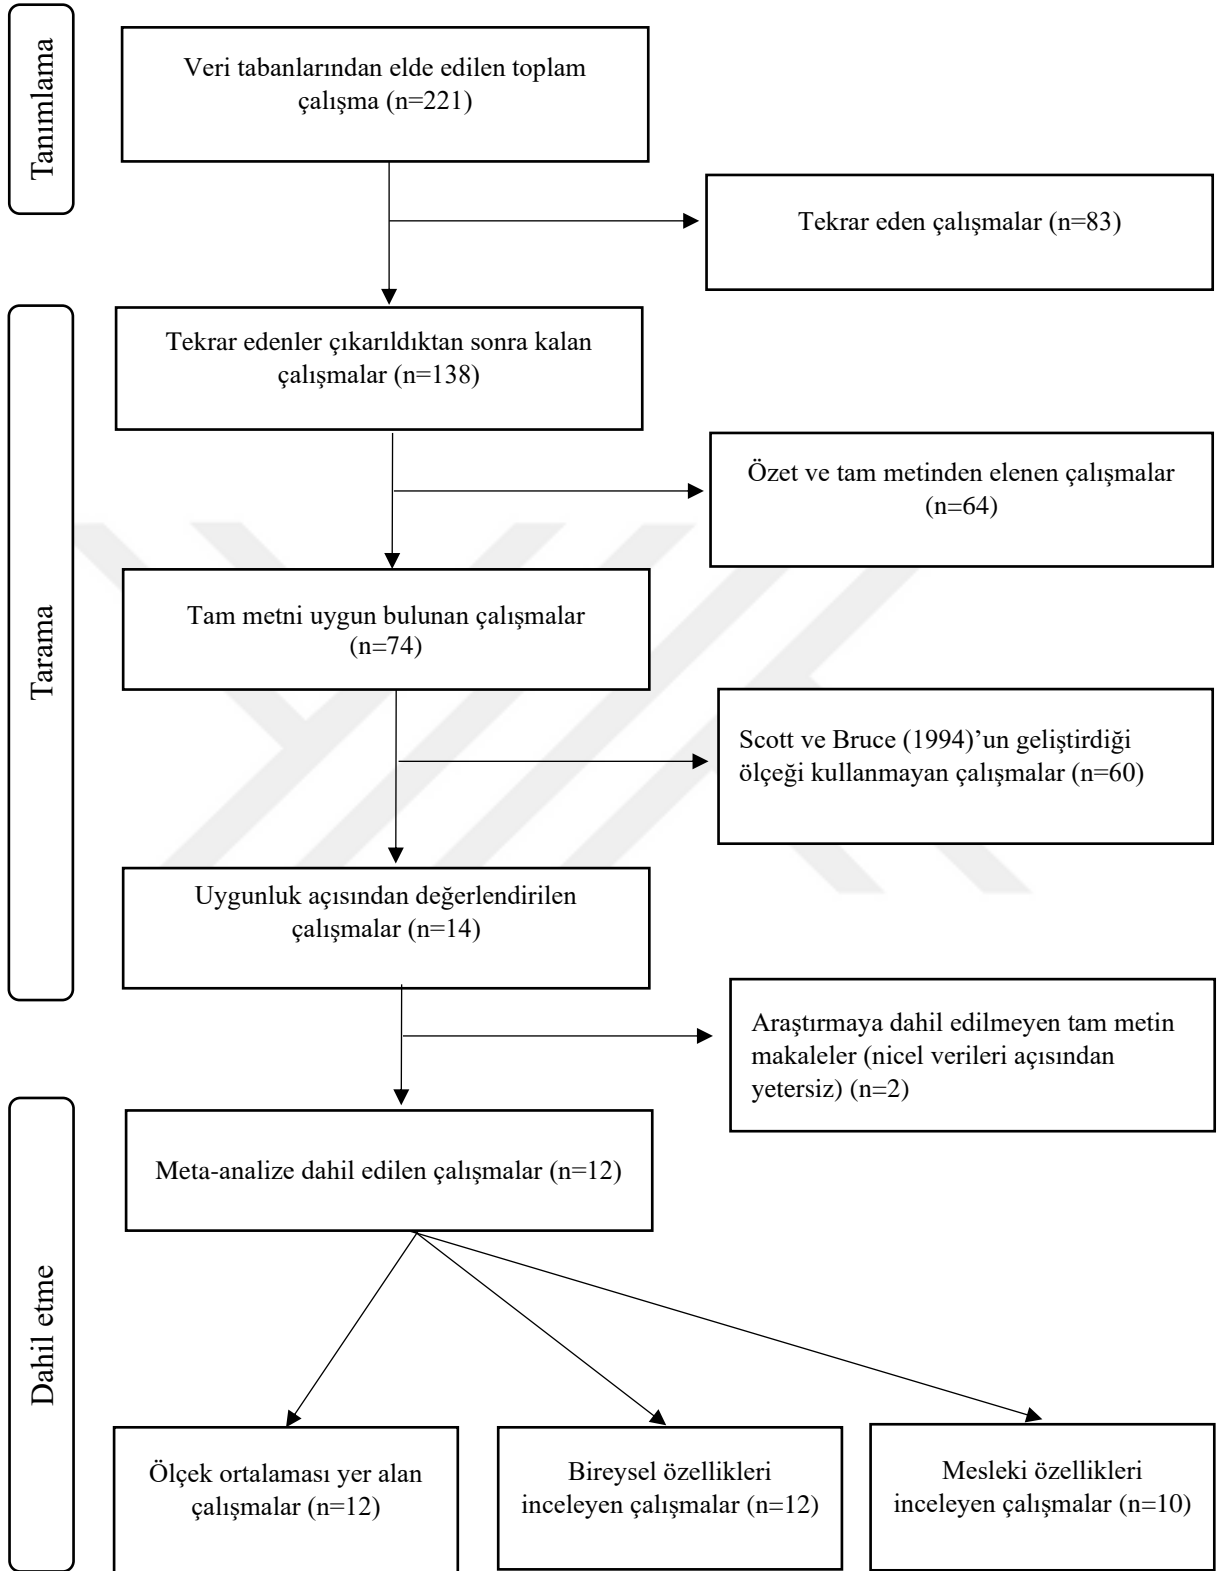 Tanımlama
Veri tabanlarından elde edilen toplam
çalışma (n=221)
Tekrar eden çalışmalar (n=83)
Tarama
Tekrar edenler çıkarıldıktan sonra kalan
çalışmalar (n=138)
Özet ve tam metinden elenen çalışmalar
(n=64)
Tam metni uygun bulunan çalışmalar
(n=74)
Scott ve Bruce (1994)’un geliştirdiği
ölçeği kullanmayan çalışmalar (n=60)
Uygunluk açısından değerlendirilen
çalışmalar (n=14)
Araştırmaya dahil edilmeyen tam metin
makaleler (nicel verileri açısından
yetersiz) (n=2)
Dahil etme
Meta-analize dahil edilen çalışmalar (n=12)
Ölçek ortalaması yer alan
çalışmalar (n=12)
Bireysel özellikleri
inceleyen çalışmalar (n=12)
Mesleki özellikleri
inceleyen çalışmalar (n=10)